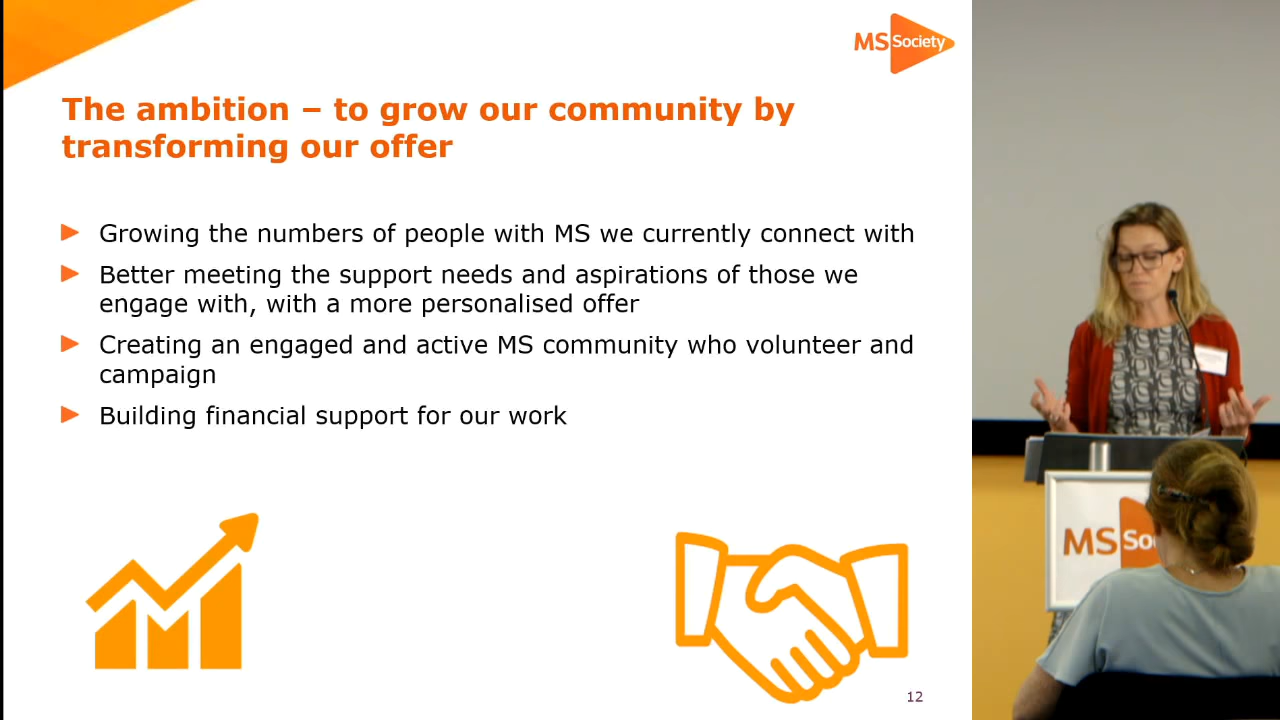 MS Society
The ambition – to grow our community by
transforming our offer
Growing the numbers of people with MS we currently connect with
Better meeting the support needs and aspirations of those we
engage with, with a more personalised offer
Creating an engaged and active MS community who volunteer and
campaign
Building financial support for our work
12
MS